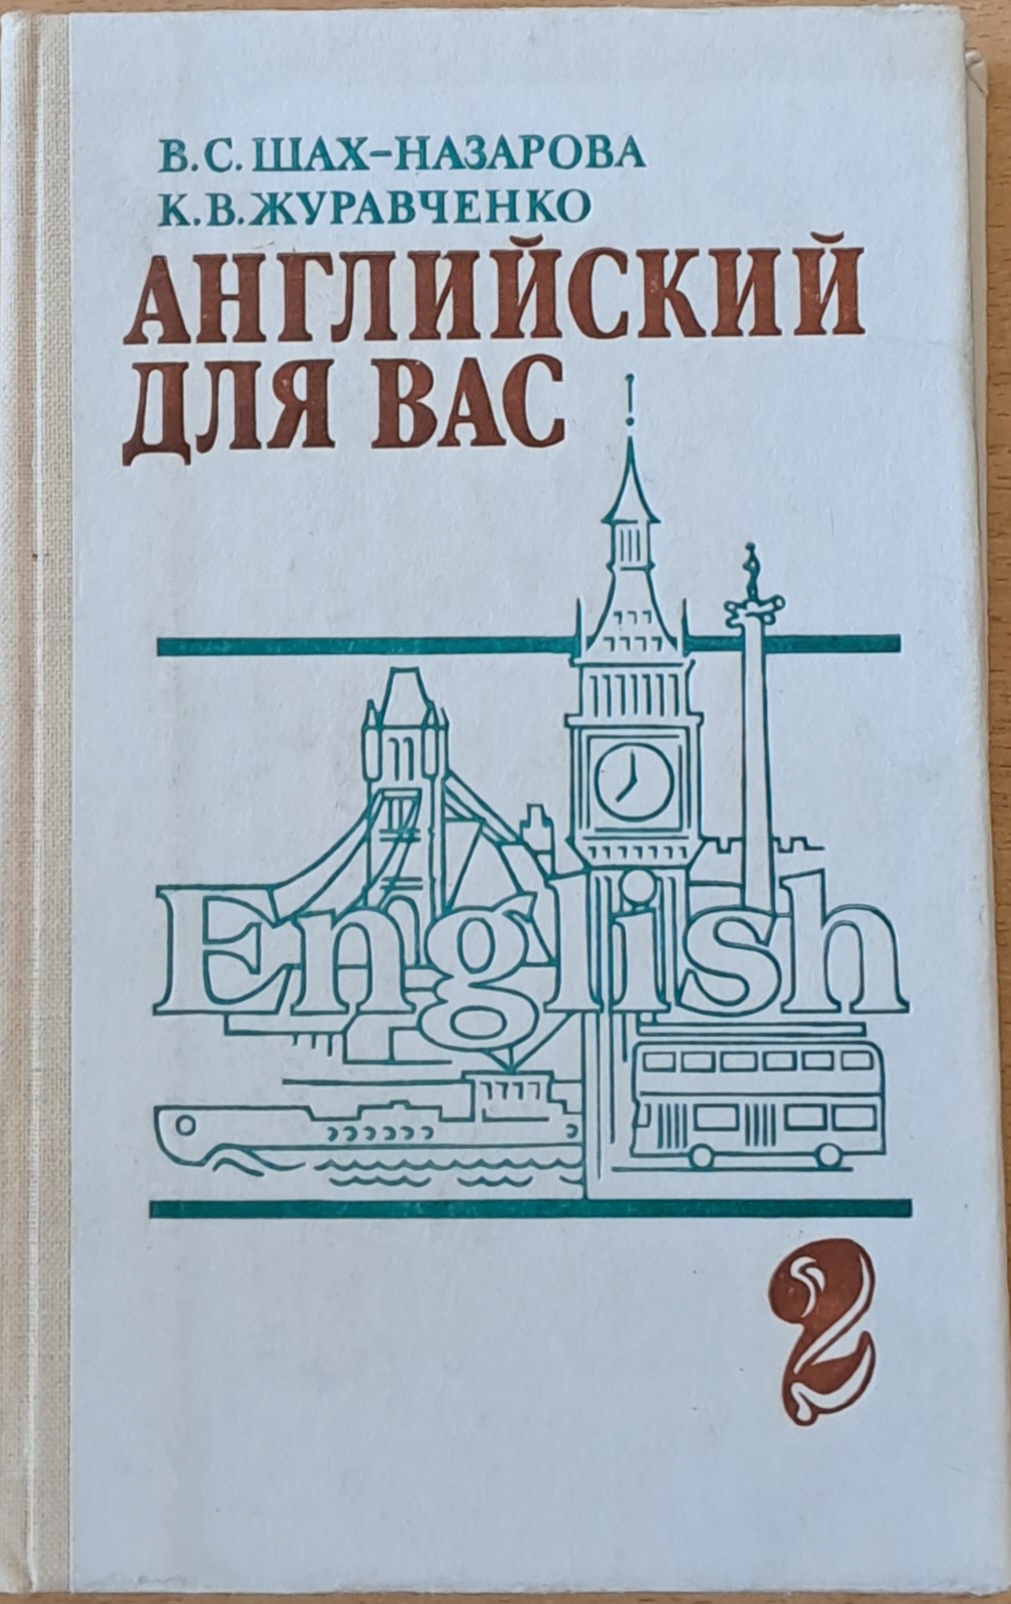 В. С. ШАХ-НАЗАРОВА
К. В. ЖУРАВЧЕНКО
АНГЛИЙСКИЙ
ДЛЯ ВАС
English
2